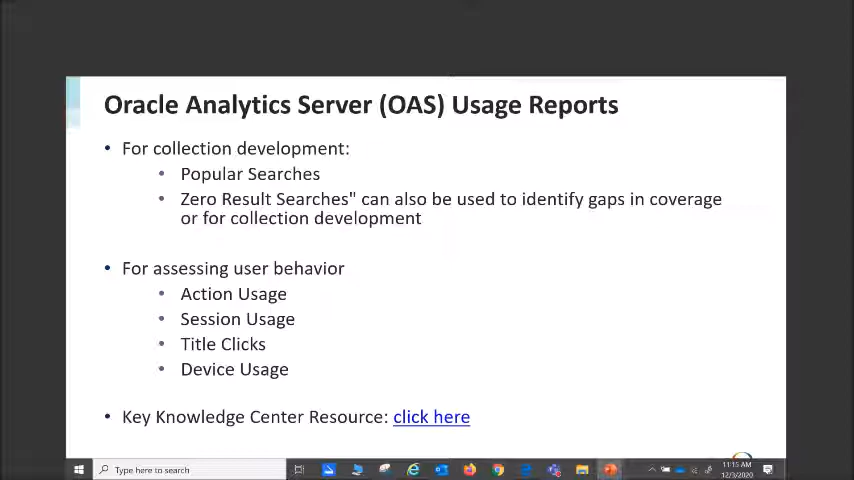 Oracle Analytics Server (OAS) Usage Reports
• For collection development:
• Popular Searches
• Zero Result Searches" can also be used to identify gaps in coverage
or for collection development
• For assessing user behavior
• Action Usage
• Session Usage
• Title Clicks
• Device Usage
• Key Knowledge Center Resource: click here
Type here to search
11:15 AM
12/3/2020